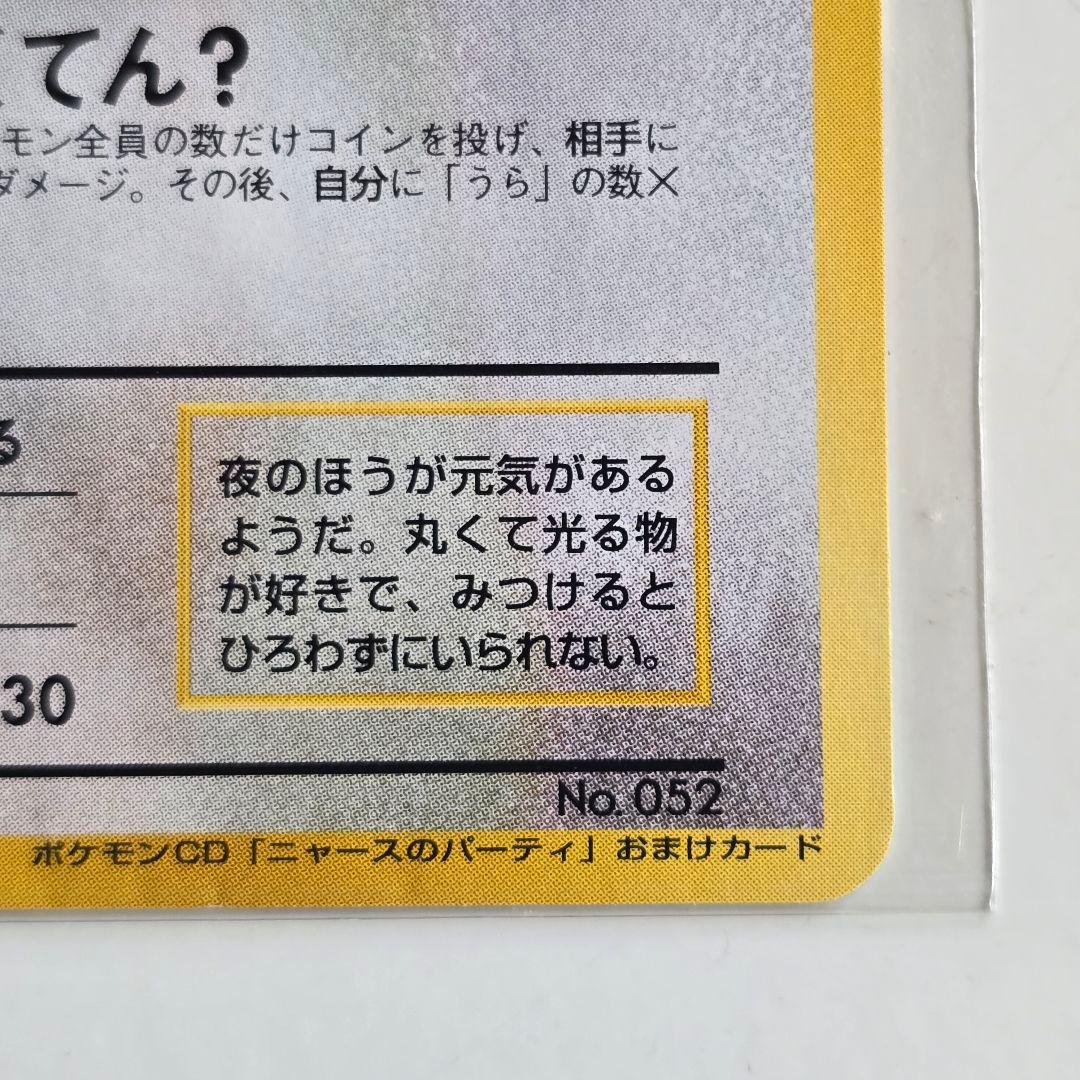 てん?
モン全員の数だけコインを投げ、相手に
ダメージ。その後、自分に「うら」の数×
る
夜のほうが元気がある
ようだ。丸くて光る物
が好きで、みつけると
ひろわずにいられない。
30
No. 052
ポケモンCD「ニャースのパーティ」おまけカード